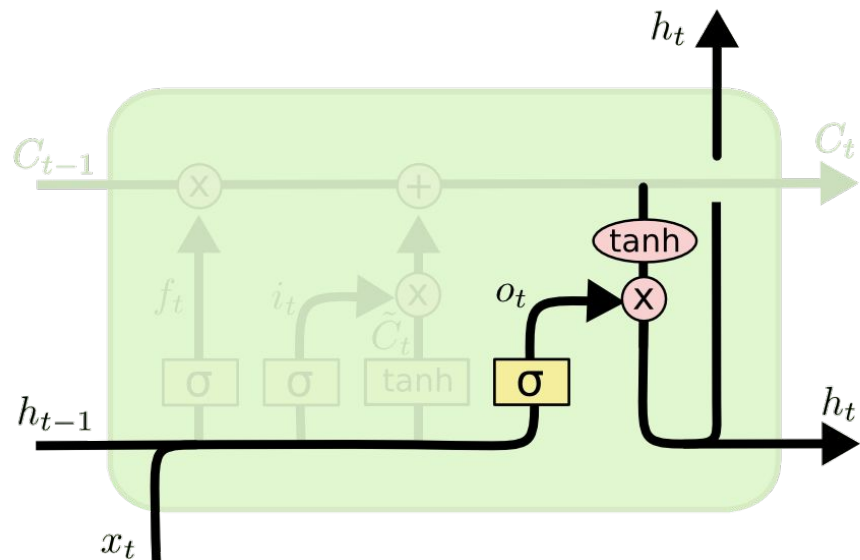 h_t
C_{t-1}
C_t
x
+
tanh
f_t
i_t
x
o_t
x
C̃_t
σ
σ
tanh
σ
h_{t-1}
h_t
x_t